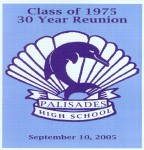 Class of 1975
30 Year Reunion
PALISADES
HIGH SCHOOL
September 10, 2005